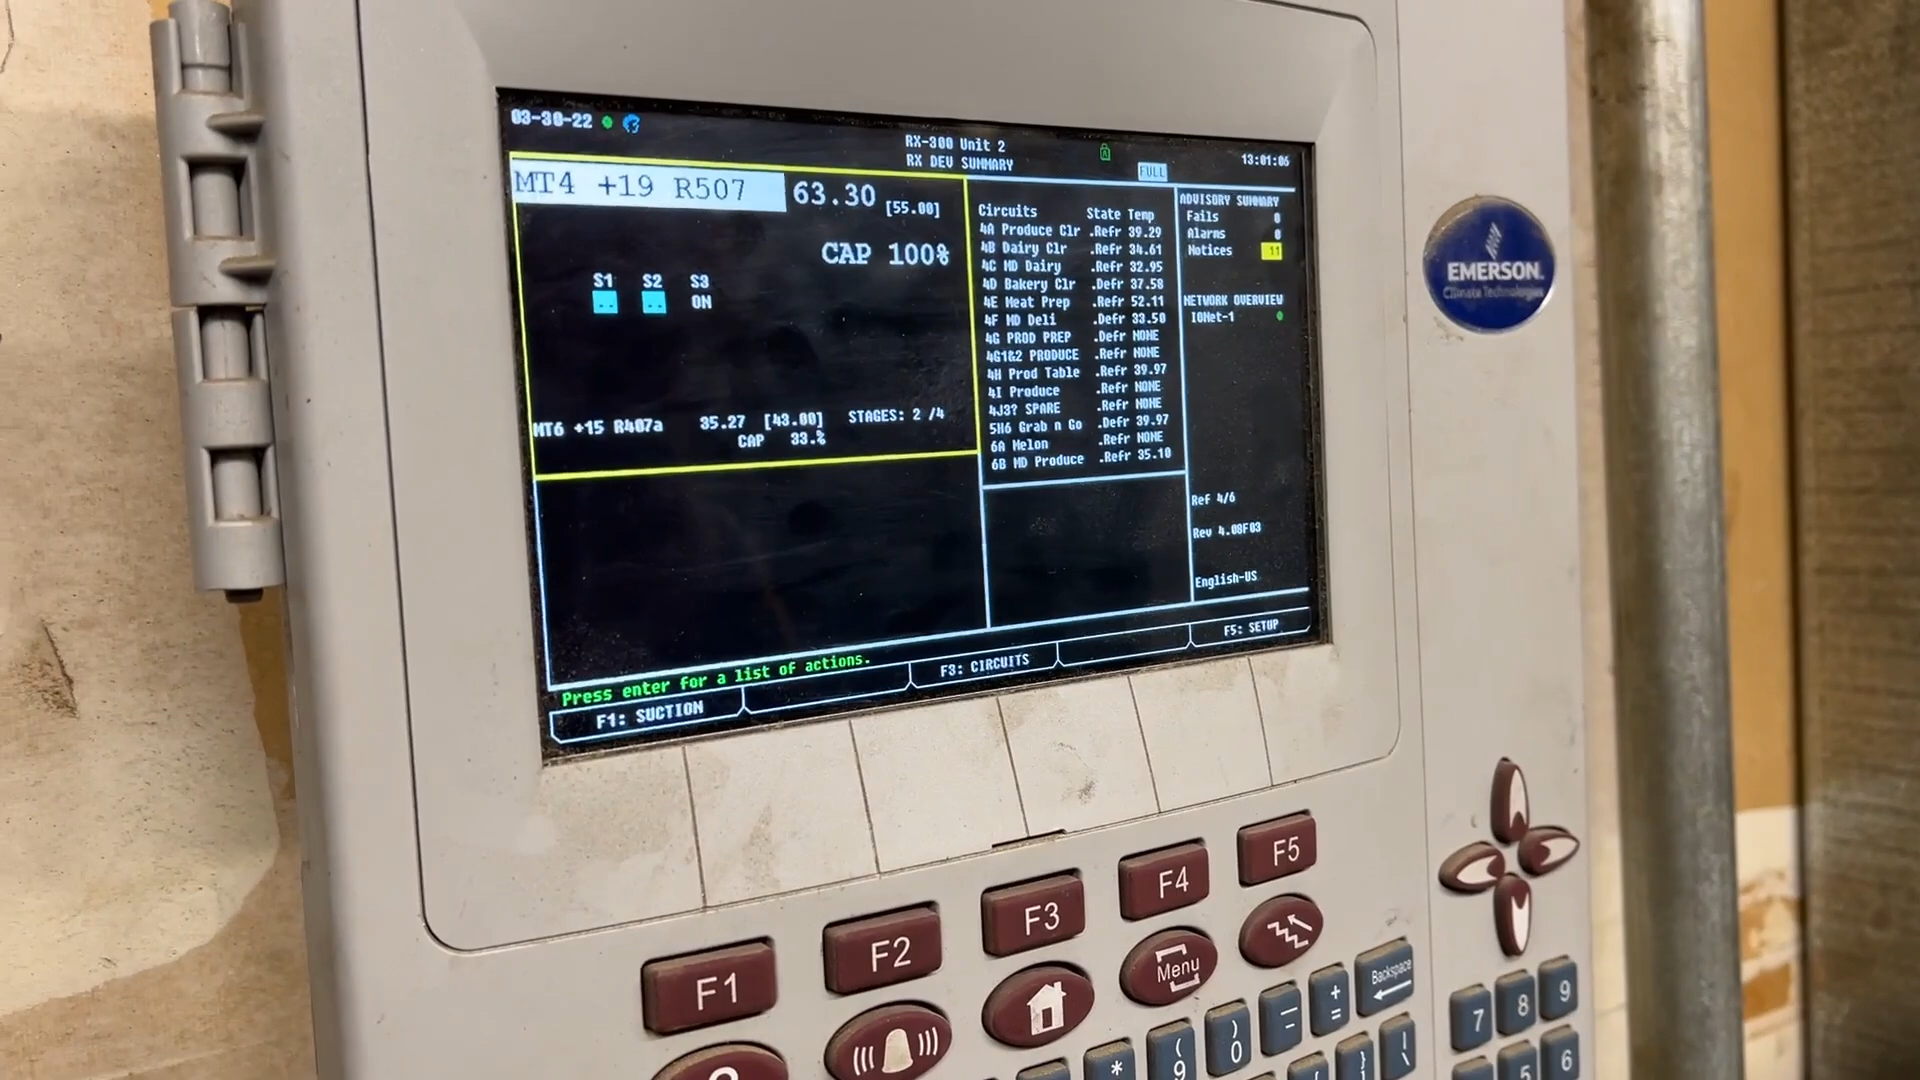 03-30-22
RX-300 Unit 2
RX DEV SUMMARY
FULL
13:01:06
MT4 +19 R507
63.30 [55.00]
CAP 100%
S1 S2 S3
-- -- ON
MT6 +15 R407a 35.27 [43.00] STAGES: 2 /4
CAP 33.%
Circuits State Temp
4A Produce Clr .Refr 39.29
4B Dairy Clr .Refr 34.61
4C MD Dairy .Refr 32.95
4D Bakery Clr .Defr 37.58
4E Meat Prep .Refr 52.11
4F MD Deli .Defr 33.50
4G PROD PREP .Defr NONE
4G1&2 PRODUCE .Refr NONE
4H Prod Table .Refr 39.97
4I Produce .Refr NONE
4J3? SPARE .Refr NONE
5H6 Grab n Go .Defr 39.97
6A Melon .Refr NONE
6B MD Produce .Refr 35.10
ADVISORY SUMMARY
Fails 0
Alarms 0
Notices 11
NETWORK OVERVIEW
IONet-1
Ref 4/6
Rev 4.08F03
English-US
Press enter for a list of actions.
F1: SUCTION
F3: CIRCUITS
F5: SETUP
EMERSON.
Climate Technologies
F1 F2 F3 F4 F5
Menu
Backspace
* ( 9 ) 0 - + =
7 8 9
5 6